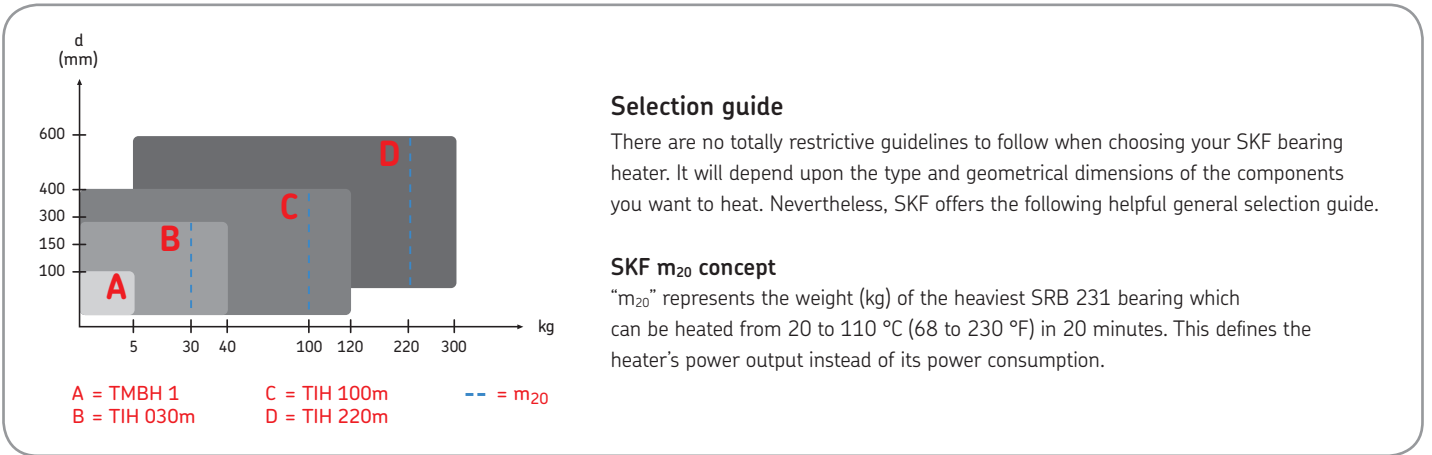 d
(mm)
600
400
300
150
100
A
B
C
D
5 30 40 100 120 220 300
kg
A = TMBH 1
B = TIH 030m
C = TIH 100m
D = TIH 220m
-- = m₂₀
Selection guide
There are no totally restrictive guidelines to follow when choosing your SKF bearing
heater. It will depend upon the type and geometrical dimensions of the components
you want to heat. Nevertheless, SKF offers the following helpful general selection guide.
SKF m₂₀ concept
“m₂₀” represents the weight (kg) of the heaviest SRB 231 bearing which
can be heated from 20 to 110 °C (68 to 230 °F) in 20 minutes. This defines the
heater’s power output instead of its power consumption.